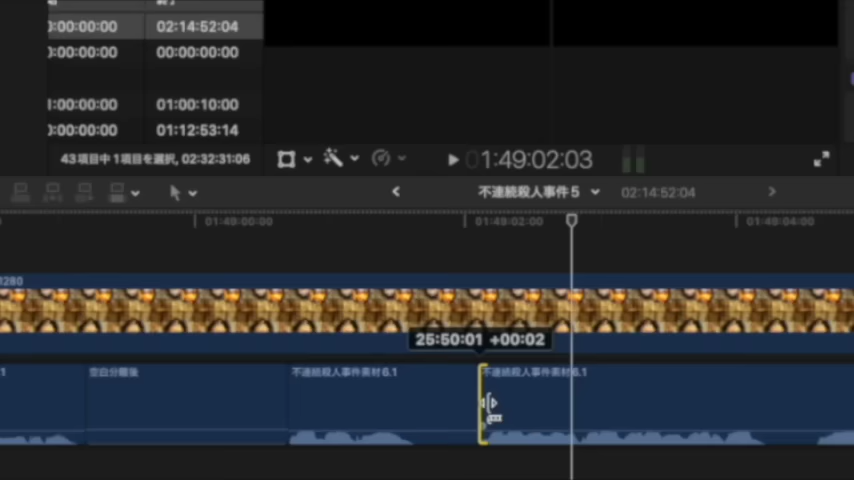 0:00:00:00 02:14:52:04
0:00:00:00 00:00:00:00
1:00:00:00 01:00:10:00
0:00:00:00 01:12:53:14
43項目中 1項目を選択, 02:32:31:06
01:49:02:03
不連続殺人事件5 02:14:52:04
01:49:00:00 01:49:02:00 01:49:04:00
1280
25:50:01 +00:02
1 空白分離後 不連続殺人事件素材6.1 不連続殺人事件素材6.1